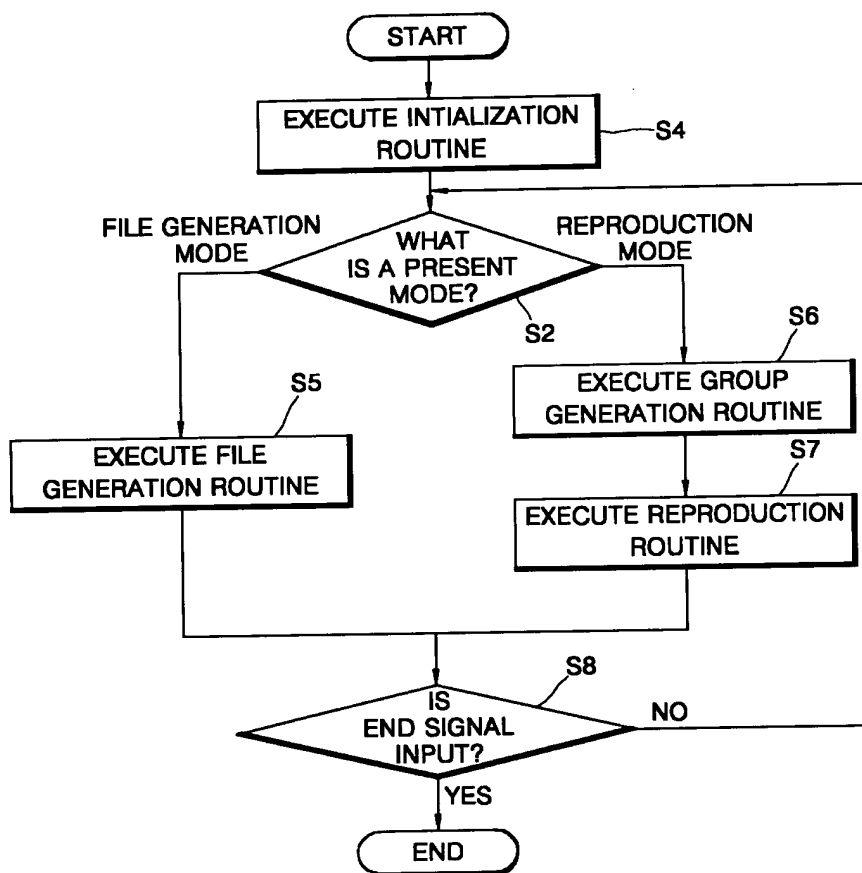 START
EXECUTE INTIALIZATION
ROUTINE
S4
FILE GENERATION
MODE
WHAT
IS A PRESENT
MODE?
REPRODUCTION
MODE
S2
S6
EXECUTE GROUP
GENERATION ROUTINE
S5
EXECUTE FILE
GENERATION ROUTINE
S7
EXECUTE REPRODUCTION
ROUTINE
S8
IS
END SIGNAL
INPUT?
NO
YES
END